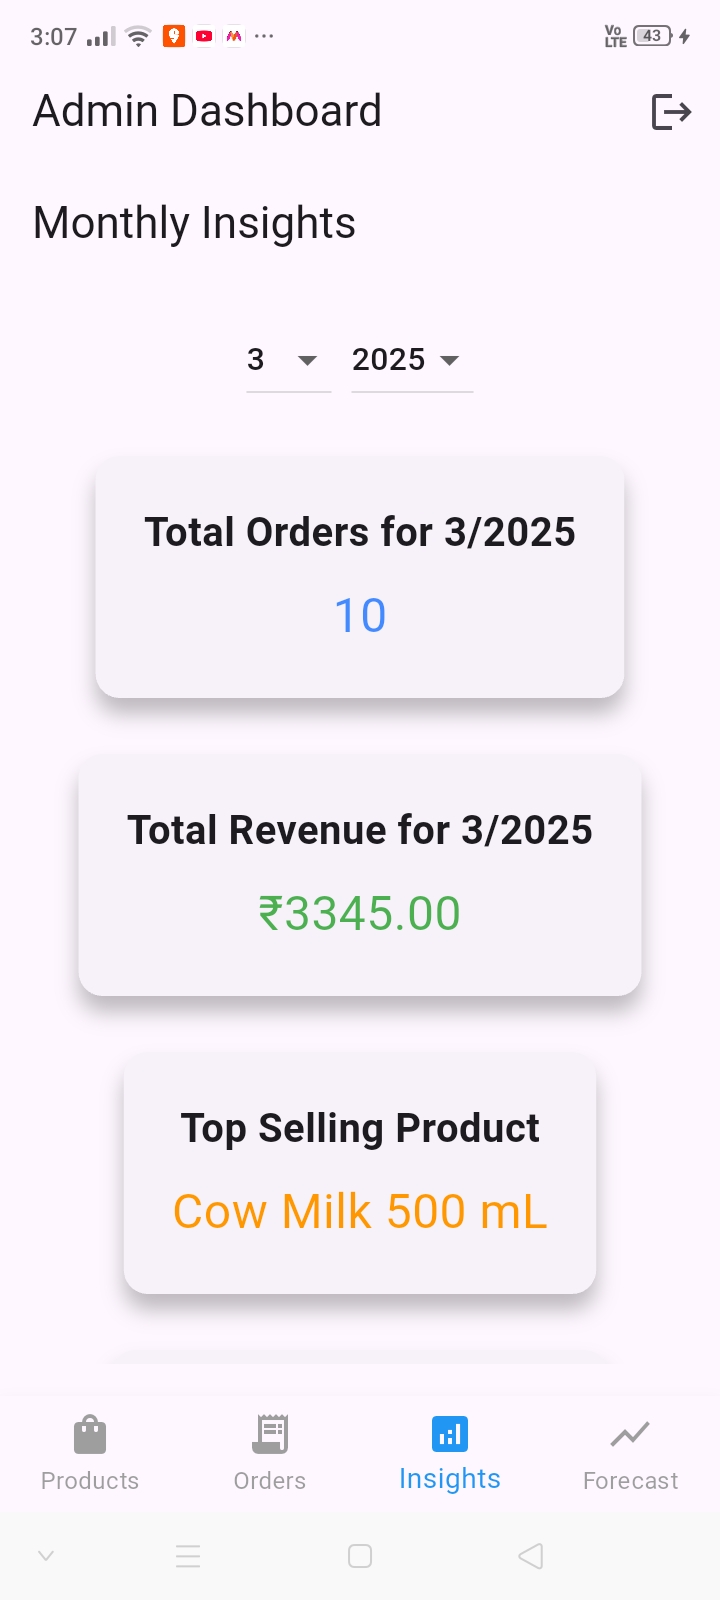 3:07
Vo
LTE
43
Admin Dashboard
Monthly Insights
3
2025
Total Orders for 3/2025
10
Total Revenue for 3/2025
₹3345.00
Top Selling Product
Cow Milk 500 mL
Products
Orders
Insights
Forecast